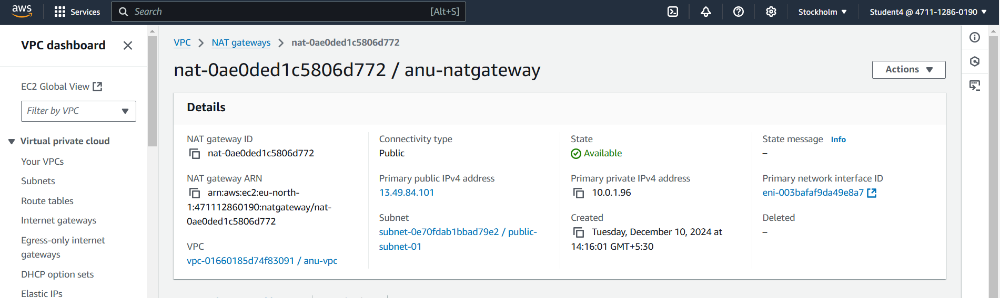 aws
Services
Search
[Alt+S]
Stockholm
Student4 @ 4711-1286-0190
VPC dashboard
EC2 Global View
Filter by VPC
Virtual private cloud
Your VPCs
Subnets
Route tables
Internet gateways
Egress-only internet
gateways
DHCP option sets
Elastic IPs
VPC
NAT gateways
nat-0ae0ded1c5806d772
nat-0ae0ded1c5806d772 / anu-natgateway
Actions
Details
NAT gateway ID
nat-0ae0ded1c5806d772
NAT gateway ARN
arn:aws:ec2:eu-north-
1:471112860190:natgateway/nat-
0ae0ded1c5806d772
VPC
vpc-01660185d74f83091 / anu-vpc
Connectivity type
Public
Primary public IPv4 address
13.49.84.101
Subnet
subnet-0e70fdab1bbad79e2 / public-
subnet-01
State
Available
Primary private IPv4 address
10.0.1.96
Created
Tuesday, December 10, 2024 at
14:16:01 GMT+5:30
State message Info
–
Primary network interface ID
eni-003bafaf9da49e8a7
Deleted
–